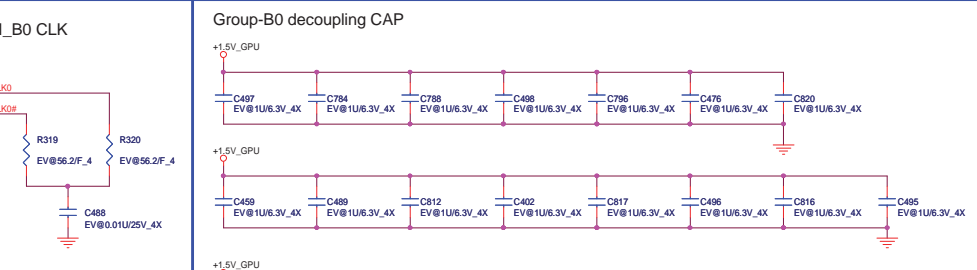 _B0 CLK
Group-B0 decoupling CAP
+1.5V_GPU
C497
EV@1U/6.3V_4X
C784
EV@1U/6.3V_4X
C788
EV@1U/6.3V_4X
C498
EV@1U/6.3V_4X
C796
EV@1U/6.3V_4X
C476
EV@1U/6.3V_4X
C820
EV@1U/6.3V_4X
LK0
LK0#
R319
EV@56.2/F_4
R320
EV@56.2/F_4
C488
EV@0.01U/25V_4X
+1.5V_GPU
C459
EV@1U/6.3V_4X
C489
EV@1U/6.3V_4X
C812
EV@1U/6.3V_4X
C402
EV@1U/6.3V_4X
C817
EV@1U/6.3V_4X
C496
EV@1U/6.3V_4X
C816
EV@1U/6.3V_4X
C495
EV@1U/6.3V_4X
+1.5V_GPU